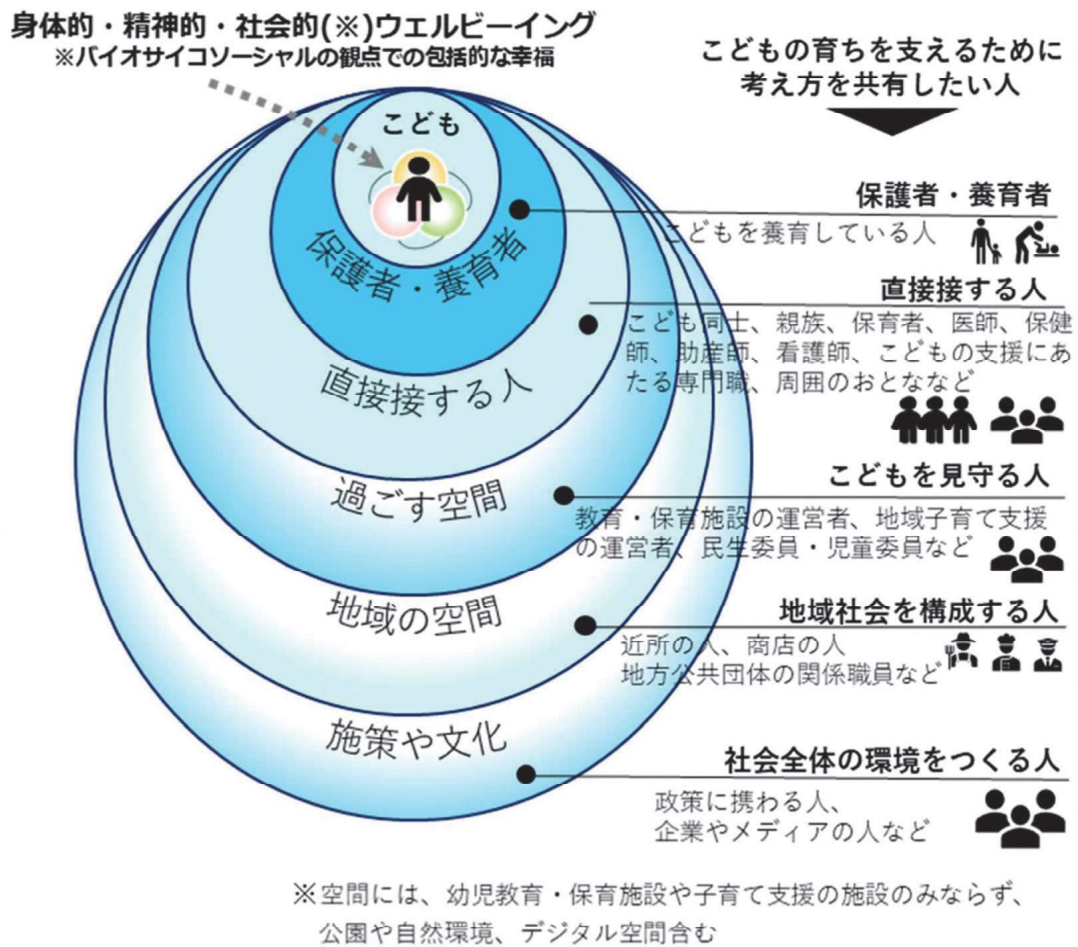 身体的・精神的・社会的(※)ウェルビーイング
※バイオサイコソーシャルの観点での包括的な幸福
こどもの育ちを支えるために
考え方を共有したい人
こども
保護者・養育者
直接接する人
過ごす空間
地域の空間
施策や文化
保護者・養育者
こどもを養育している人
直接接する人
こども同士、親族、保育者、医師、保健
師、助産師、看護師、こどもの支援にあ
たる専門職、周囲のおとななど
こどもを見守る人
教育・保育施設の運営者、地域子育て支援
の運営者、民生委員・児童委員など
地域社会を構成する人
近所の人、商店の人
地方公共団体の関係職員など
社会全体の環境をつくる人
政策に携わる人、
企業やメディアの人など
※空間には、幼児教育・保育施設や子育て支援の施設のみならず、
公園や自然環境、デジタル空間含む